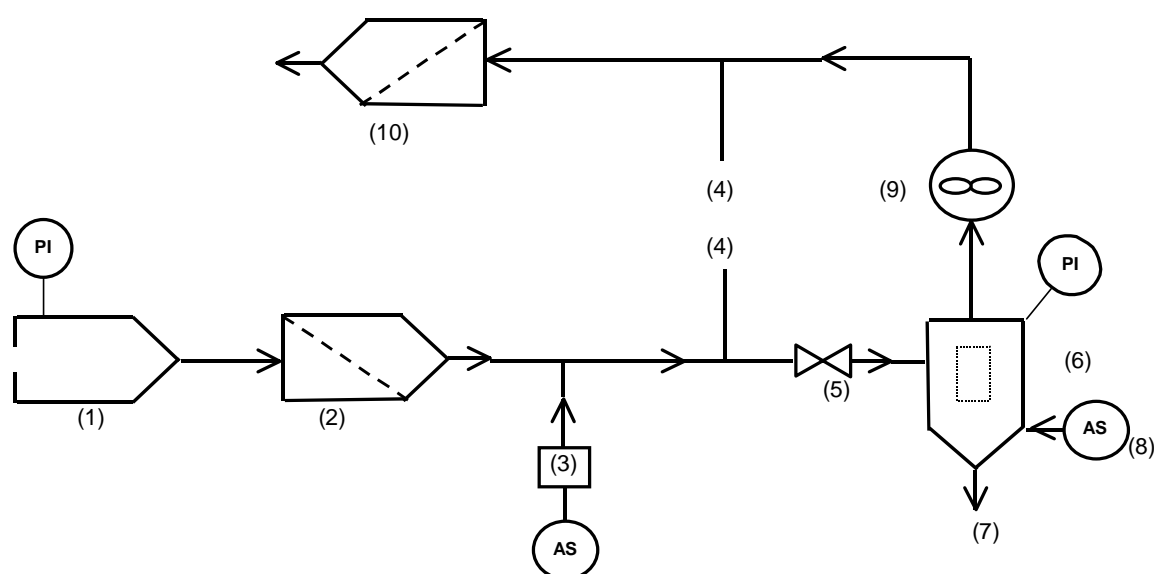 (10)
(4)
(9)
PI
(4)
PI
(1)
(2)
(5)
(6)
(3)
AS
(8)
(7)
AS